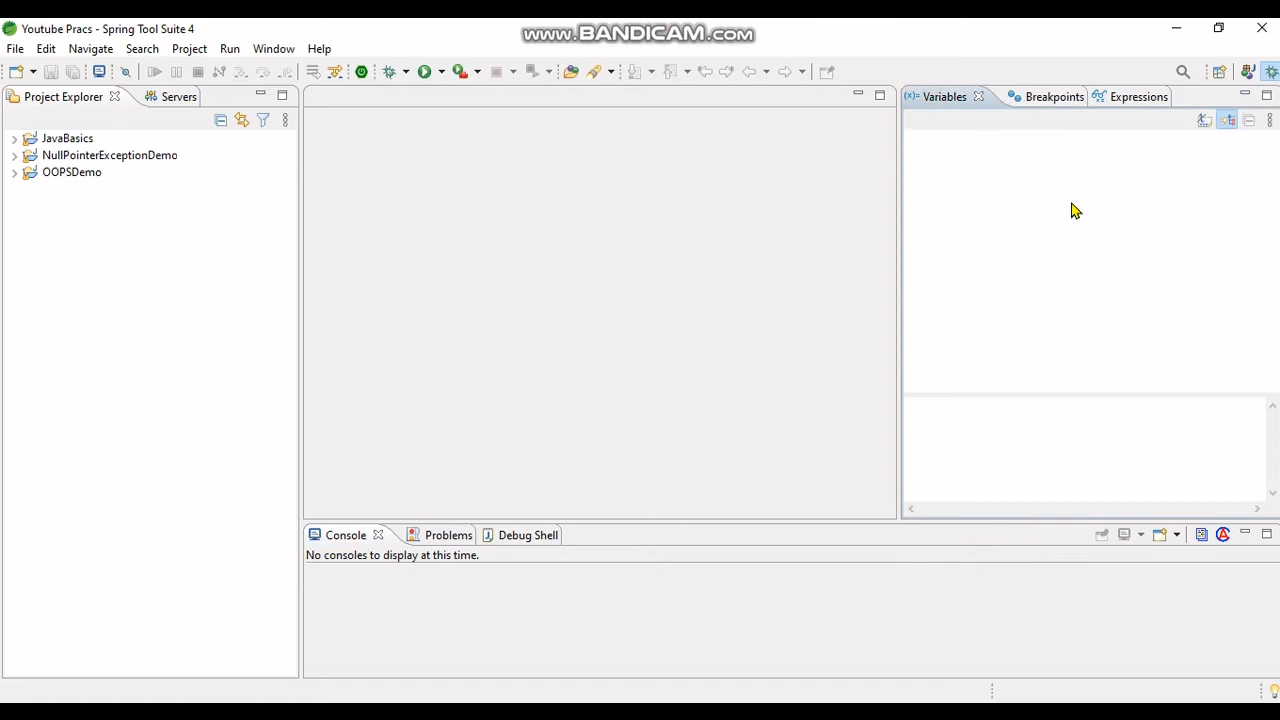 Youtube Pracs - Spring Tool Suite 4
www.BANDICAM.com
File Edit Navigate Search Project Run Window Help
Project Explorer Servers
(x)= Variables Breakpoints Expressions
JavaBasics
NullPointerExceptionDemo
OOPSDemo
Console Problems Debug Shell
No consoles to display at this time.